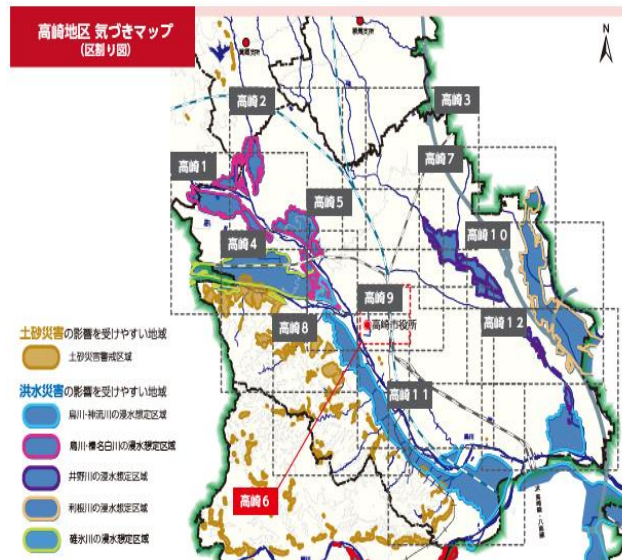 高崎地区 気づきマップ
(区割り図)
N
高崎2
高崎3
高崎7
高崎1
高崎5
高崎10
高崎4
高崎9
高崎市役所
高崎12
高崎8
高崎11
高崎6
土砂災害の影響を受けやすい地域
土砂災害警戒区域
洪水災害の影響を受けやすい地域
烏川・神流川の浸水想定区域
烏川・榛名白川の浸水想定区域
井野川の浸水想定区域
利根川の浸水想定区域
碓氷川の浸水想定区域